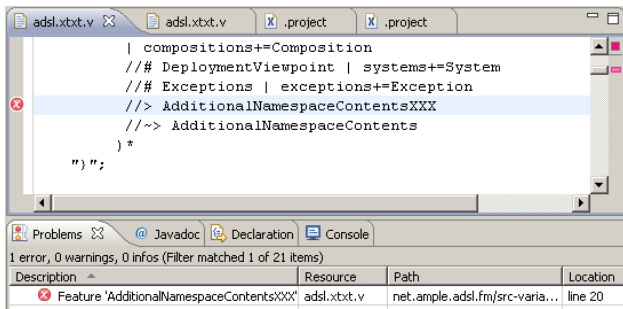 adsl.xtxt.v
adsl.xtxt.v
.project
.project
| compositions+=Composition
//# DeploymentViewpoint | systems+=System
//# Exceptions | exceptions+=Exception
//> AdditionalNamespaceContentsXXX
//~> AdditionalNamespaceContents
)*
")";
Problems @ Javadoc Declaration Console
1 error, 0 warnings, 0 infos (Filter matched 1 of 21 items)
Description Resource Path Location
Feature 'AdditionalNamespaceContentsXXX' adsl.xtxt.v net.ample.adsl.fm/src-varia... line 20